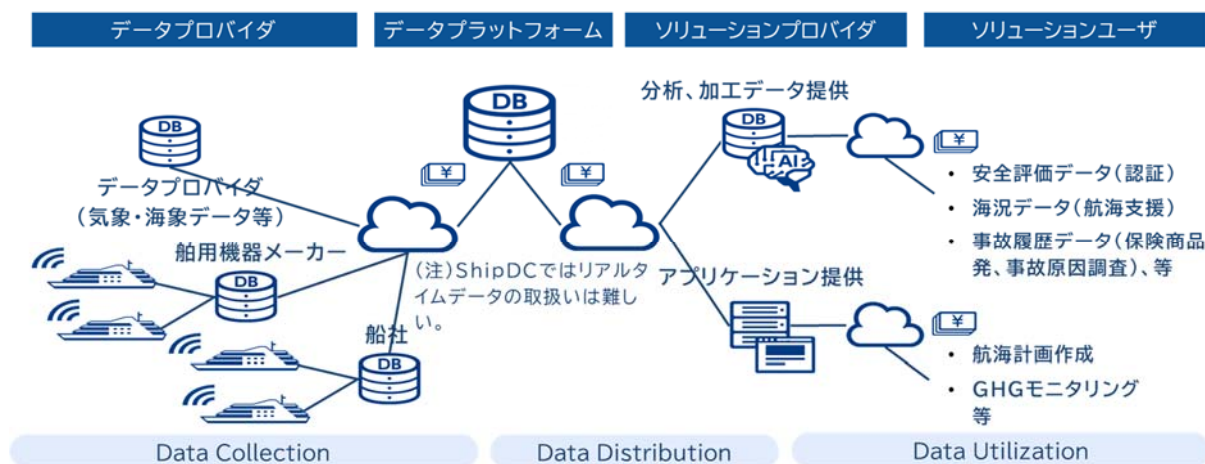 データプロバイダ
データプラットフォーム
ソリューションプロバイダ
ソリューションユーザ
DB
データプロバイダ
(気象・海象データ等)
舶用機器メーカー
DB
船社
DB
DB
¥
¥
(注)ShipDCではリアルタ
イムデータの取扱いは難し
い。
分析、加工データ提供
DB
AI
アプリケーション提供
¥
・ 安全評価データ(認証)
・ 海況データ(航海支援)
・ 事故履歴データ(保険商品
発、事故原因調査)、等
¥
・ 航海計画作成
・ GHGモニタリング
等
Data Collection
Data Distribution
Data Utilization